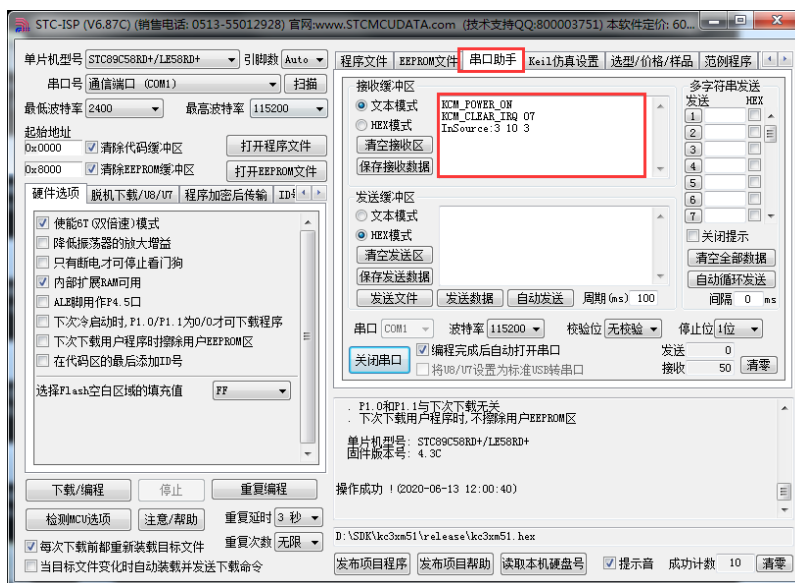 STC-ISP (V6.87C) (销售电话: 0513-55012928) 官网:www.STCMCUDATA.com (技术支持QQ:800003751) 本软件定价: 60...
单片机型号 STC89C58RD+/LE58RD+ 引脚数 Auto
串口号 通信端口 (COM1) 扫描
最低波特率 2400 最高波特率 115200
起始地址
0x0000 清除代码缓冲区 打开程序文件
0x8000 清除EEPROM缓冲区 打开EEPROM文件
硬件选项 脱机下载/U8/U7 程序加密后传输
使能6T(双倍速)模式
降低振荡器的放大增益
只有断电才可停止看门狗
内部扩展RAM可用
ALE脚用作P4.5口
下次冷启动时,P1.0/P1.1为0/0才可下载程序
下次下载用户程序时擦除用户EEPROM区
在代码区的最后添加ID号
选择Flash空白区域的填充值 FF
下载/编程 停止 重复编程
检测MCU选项 注意/帮助 重复延时 3 秒
每次下载前都重新装载目标文件 重复次数 无限
当目标文件变化时自动装载并发送下载命令
程序文件 EEPROM文件 串口助手 Keil仿真设置 选型/价格/样品 范例程序
接收缓冲区
文本模式
HEX模式
清空接收区
保存接收数据
KCM_POWER_ON
KCM_CLEAR_IRQ 07
InSource:3 10 3
多字符串发送
发送 HEX
1
2
3
4
5
6
7
发送缓冲区
文本模式
HEX模式
清空发送区
保存发送数据
关闭提示
清空全部数据
自动循环发送
间隔 0 ms
发送文件 发送数据 自动发送 周期(ms) 100
串口 COM1 波特率 115200 校验位 无校验 停止位 1位
关闭串口 编程完成后自动打开串口 发送 0
将U8/U7设置为标准USB转串口 接收 50 清零
. P1.0和P1.1与下次下载无关
. 下次下载用户程序时,不擦除用户EEPROM区
单片机型号: STC89C58RD+/LE58RD+
固件版本号: 4.3C
操作成功 !(2020-06-13 12:00:40)
D:\SDK\kc3xm51\release\kc3xm51.hex
发布项目程序 发布项目帮助 读取本机硬盘号 提示音 成功计数 10 清零